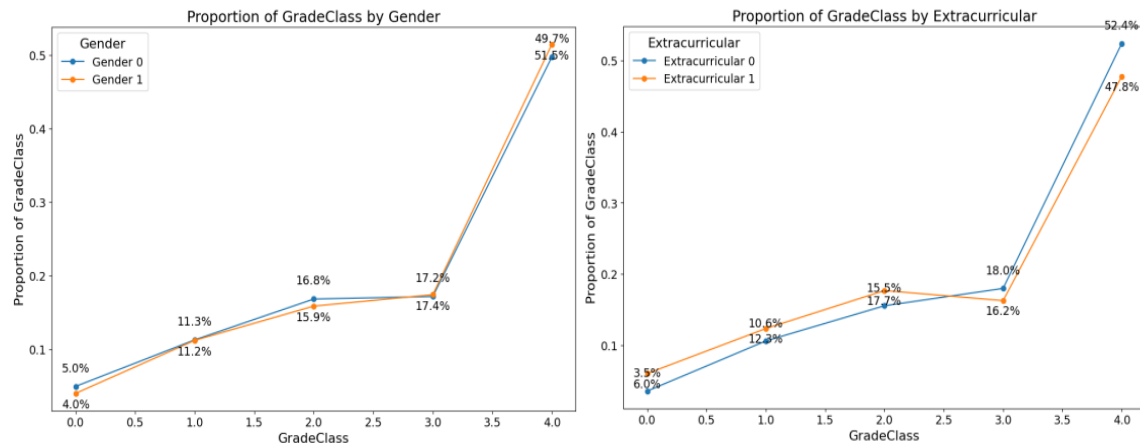 Proportion of GradeClass by Gender
Gender
Gender 0
Gender 1
49.7%
51.5%
0.5
0.4
0.3
0.2
0.1
Proportion of GradeClass
5.0%
4.0%
11.3%
11.2%
16.8%
15.9%
17.2%
17.4%
0.0 0.5 1.0 1.5 2.0 2.5 3.0 3.5 4.0
GradeClass
Proportion of GradeClass by Extracurricular
Extracurricular
Extracurricular 0
Extracurricular 1
52.4%
47.8%
0.5
0.4
0.3
0.2
0.1
Proportion of GradeClass
3.5%
6.0%
10.6%
12.3%
15.5%
17.7%
18.0%
16.2%
0.0 0.5 1.0 1.5 2.0 2.5 3.0 3.5 4.0
GradeClass